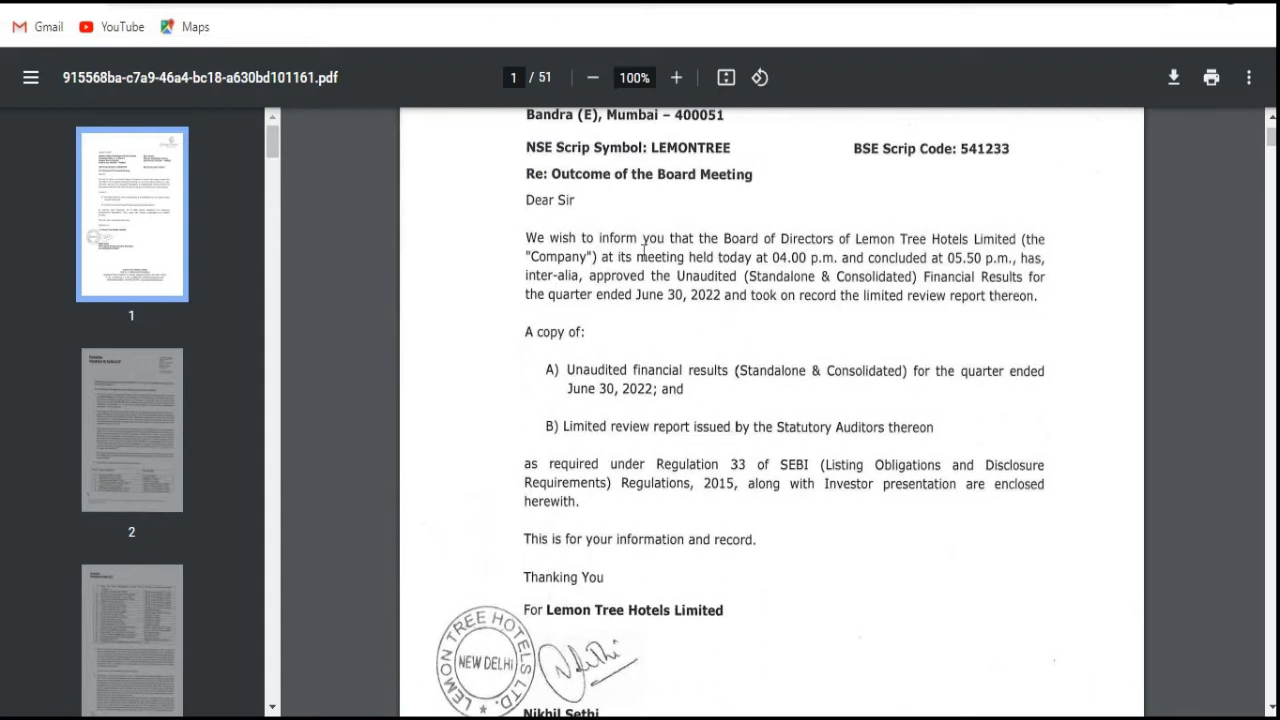 Gmail YouTube Maps
915568ba-c7a9-46a4-bc18-a630bd101161.pdf 1 / 51 100%
Bandra (E), Mumbai – 400051
NSE Scrip Symbol: LEMONTREE BSE Scrip Code: 541233
Re: Outcome of the Board Meeting
Dear Sir
We wish to inform you that the Board of Directors of Lemon Tree Hotels Limited (the
"Company") at its meeting held today at 04.00 p.m. and concluded at 05.50 p.m., has,
inter-alia, approved the Unaudited (Standalone & Consolidated) Financial Results for
the quarter ended June 30, 2022 and took on record the limited review report thereon.
A copy of:
A) Unaudited financial results (Standalone & Consolidated) for the quarter ended
June 30, 2022; and
B) Limited review report issued by the Statutory Auditors thereon
as required under Regulation 33 of SEBI (Listing Obligations and Disclosure
Requirements) Regulations, 2015, along with Investor presentation are enclosed
herewith.
This is for your information and record.
Thanking You
For Lemon Tree Hotels Limited
LEMON TREE HOTELS LTD.
NEW DELHI
Nikhil Sethi
1
2